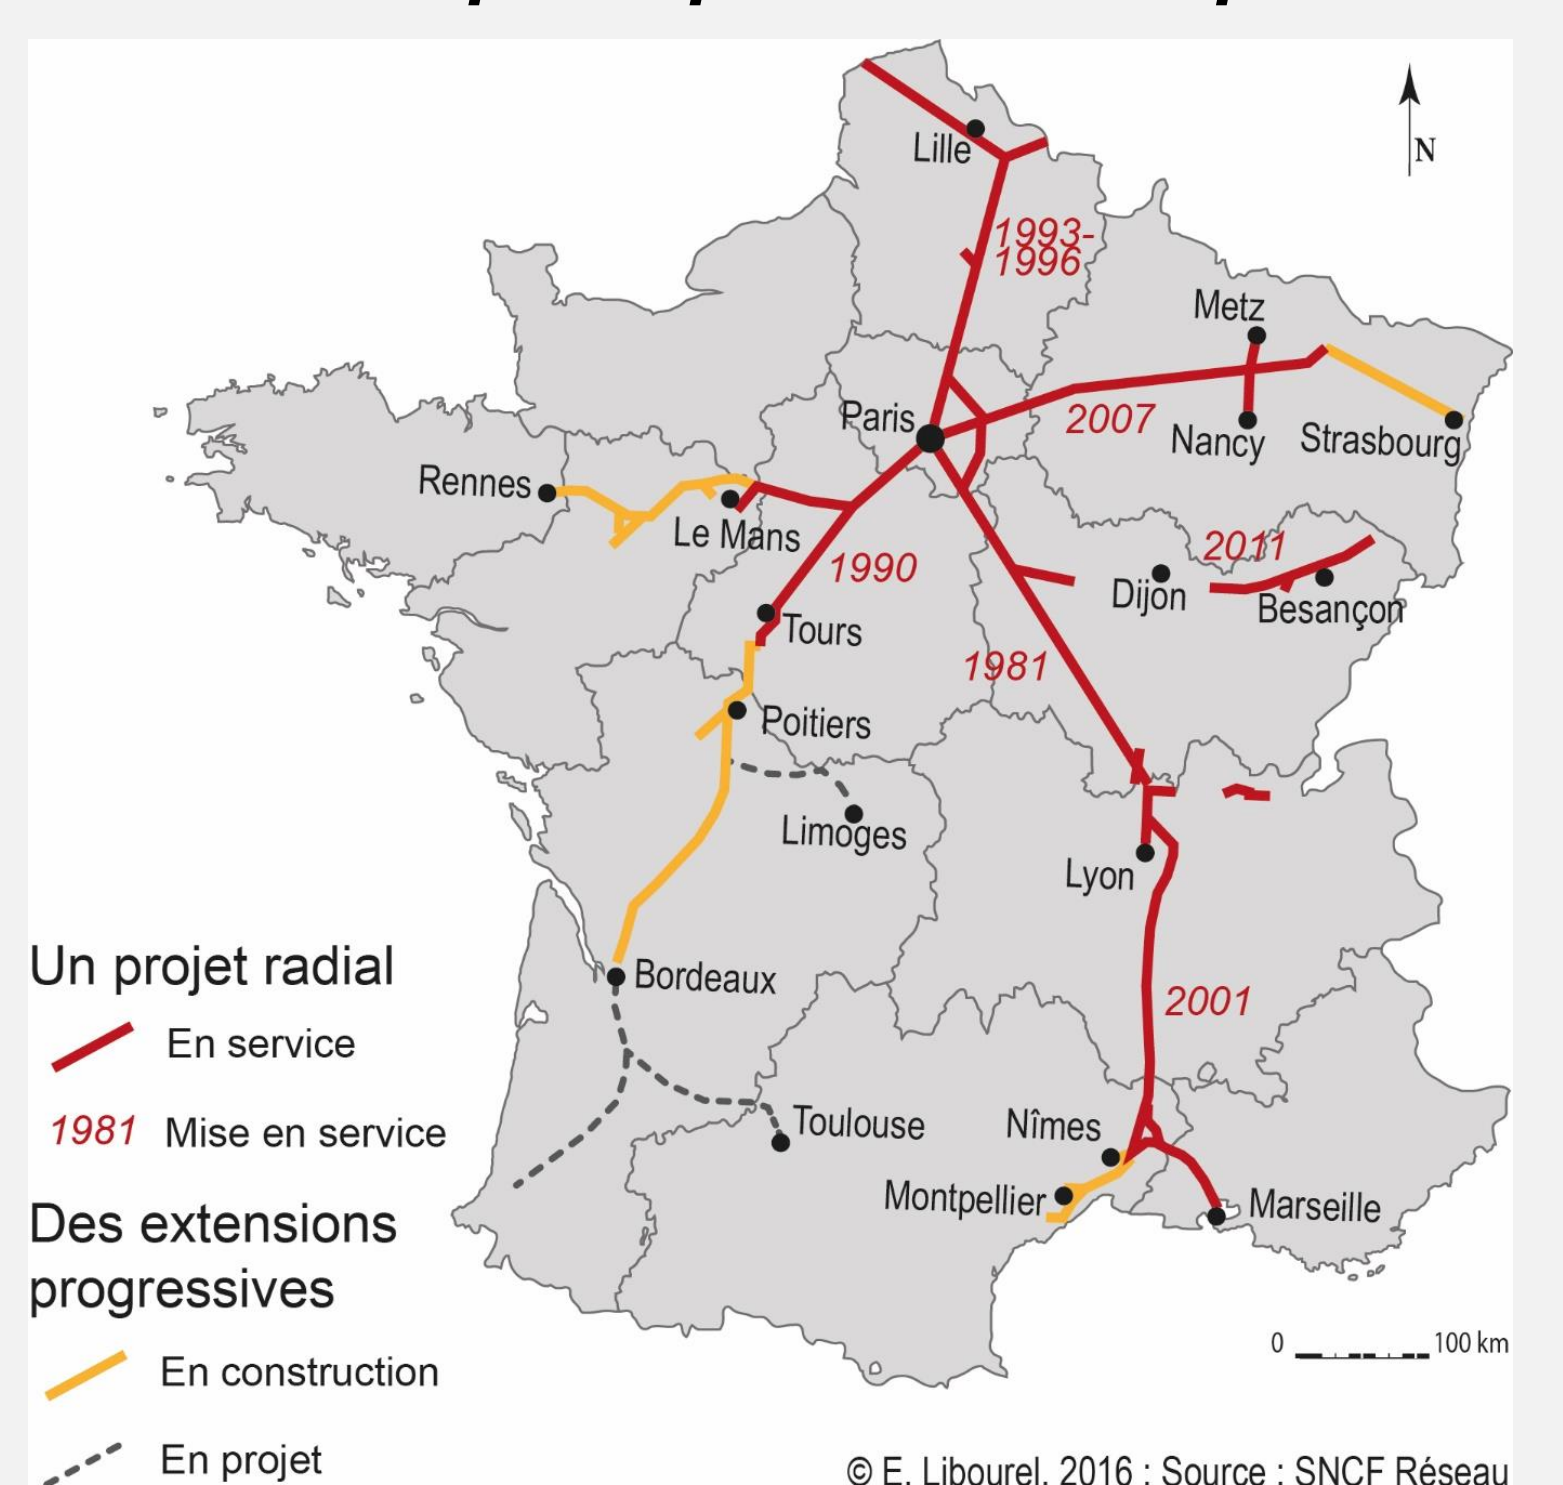 N
Lille
1993-
1996
Metz
Paris
2007
Nancy
Strasbourg
Rennes
Le Mans
1990
2011
Dijon
Besançon
Tours
1981
Poitiers
Limoges
Lyon
Un projet radial
Bordeaux
2001
En service
1981 Mise en service
Toulouse
Nîmes
Montpellier
Marseille
Des extensions
progressives
0 100 km
En construction
En projet
© E. Libourel, 2016 ; Source : SNCF Réseau